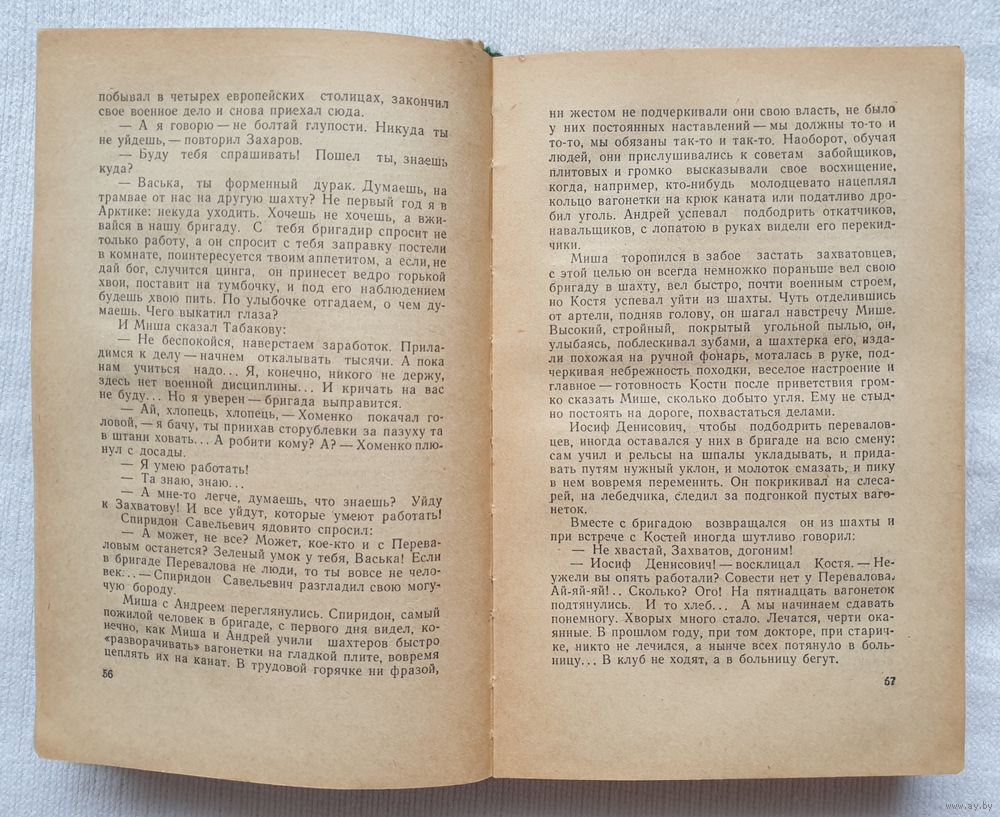 побывал в четырех европейских столицах, закончил
свое военное дело и снова приехал сюда.
— А я говорю — не болтай глупости. Никуда ты
не уйдешь, — повторил Захаров.
— Буду тебя спрашивать! Пошел ты, знаешь
куда?
— Васька, ты форменный дурак. Думаешь, на
трамвае от нас на другую шахту? Не первый год я в
Арктике: некуда уходить. Хочешь не хочешь, а вжи-
вайся в нашу бригаду. С тебя бригадир спросит не
только работу, а он спросит с тебя заправку постели
в комнате, поинтересуется твоим аппетитом, а если, не
дай бог, случится цинга, он принесет ведро горькой
хвои, поставит на тумбочку, и под его наблюдением
будешь хвою пить. По улыбочке отгадаем, о чем ду-
маешь. Чего выкатил глаза?
И Миша сказал Табакову:
— Не беспокойся, наверстаем заработок. Прила-
димся к делу — начнем откалывать тысячи. А пока
нам учиться надо... Я, конечно, никого не держу,
здесь нет военной дисциплины... И кричать на вас
не буду... Но я уверен — бригада выправится.
— Ай, хлопець, хлопець, — Хоменко покачал го-
ловой, — я бачу, ты приихав сторублевки за пазуху та
в штани ховать... А робити кому? А? — Хоменко плю-
нул с досады.
— Я умею работать!
— Та знаю, знаю...
— А мне-то легче, думаешь, что знаешь? Уйду
к Захватову! И все уйдут, которые умеют работать!
Спиридон Савельевич ядовито спросил:
— А может, не все? Может, кое-кто и с Перева-
ловым останется? Зеленый умок у тебя, Васька! Если
в бригаде Перевалова не люди, то ты вовсе не чело-
век... — Спиридон Савельевич разгладил свою могу-
чую бороду.
Миша с Андреем переглянулись. Спиридон, самый
пожилой человек в бригаде, с первого дня видел, ко-
нечно, как Миша и Андрей учили шахтеров быстро
«разворачивать» вагонетки на гладкой плите, вовремя
цеплять их на канат. В трудовой горячке ни фразой,
56
ни жестом не подчеркивали они свою власть, не было
у них постоянных наставлений — мы должны то-то и
то-то, мы обязаны так-то и так-то. Наоборот, обучая
людей, они прислушивались к советам забойщиков,
плитовых и громко высказывали свое восхищение,
когда, например, кто-нибудь молодцевато нацеплял
кольцо вагонетки на крюк каната или податливо дро-
бил уголь. Андрей успевал подбодрить откатчиков,
навальщиков, с лопатою в руках видели его перекид-
чики.
Миша торопился в забое застать захватовцев,
с этой целью он всегда немножко пораньше вел свою
бригаду в шахту, вел быстро, почти военным строем,
но Костя успевал уйти из шахты. Чуть отделившись
от артели, подняв голову, он шагал навстречу Мише.
Высокий, стройный, покрытый угольной пылью, он,
улыбаясь, поблескивал зубами, а шахтерка его, изда-
ли похожая на ручной фонарь, моталась в руке, под-
черкивая небрежность походки, веселое настроение и
главное — готовность Кости после приветствия гром-
ко сказать Мише, сколько добыто угля. Ему не стыд-
но постоять на дороге, похвастаться делами.
Иосиф Денисович, чтобы подбодрить перевалов-
цев, иногда оставался у них в бригаде на всю смену:
сам учил и рельсы на шпалы укладывать, и прида-
вать путям нужный уклон, и молоток смазать, и пику
в нем вовремя переменить. Он покрикивал на слеса-
рей, на лебедчика, следил за подгонкой пустых ваго-
неток.
Вместе с бригадою возвращался он из шахты и
при встрече с Костей иногда шутливо говорил:
— Не хвастай, Захватов, догоним!
— Иосиф Денисович! — восклицал Костя. — Не-
ужели вы опять работали? Совести нет у Перевалова.
Ай-яй-яй!.. Сколько? Ого! На пятнадцать вагонеток
подтянулись. И то хлеб... А мы начинаем сдавать
понемногу. Хворых много стало. Лечатся, черти ока-
янные. В прошлом году, при том докторе, при старич-
ке, никто не лечился, а нынче всех потянуло в боль-
ницу... В клуб не ходят, а в больницу бегут.
57
www.ay.by